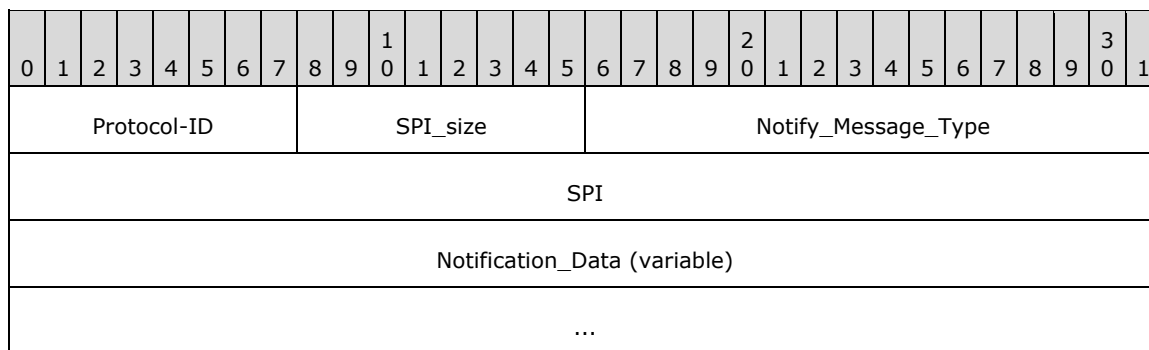 0 1 2 3 4 5 6 7 8 9 1 0 1 2 3 4 5 6 7 8 9 2 0 1 2 3 4 5 6 7 8 9 3 0 1
Protocol-ID SPI_size Notify_Message_Type
SPI
Notification_Data (variable)
...